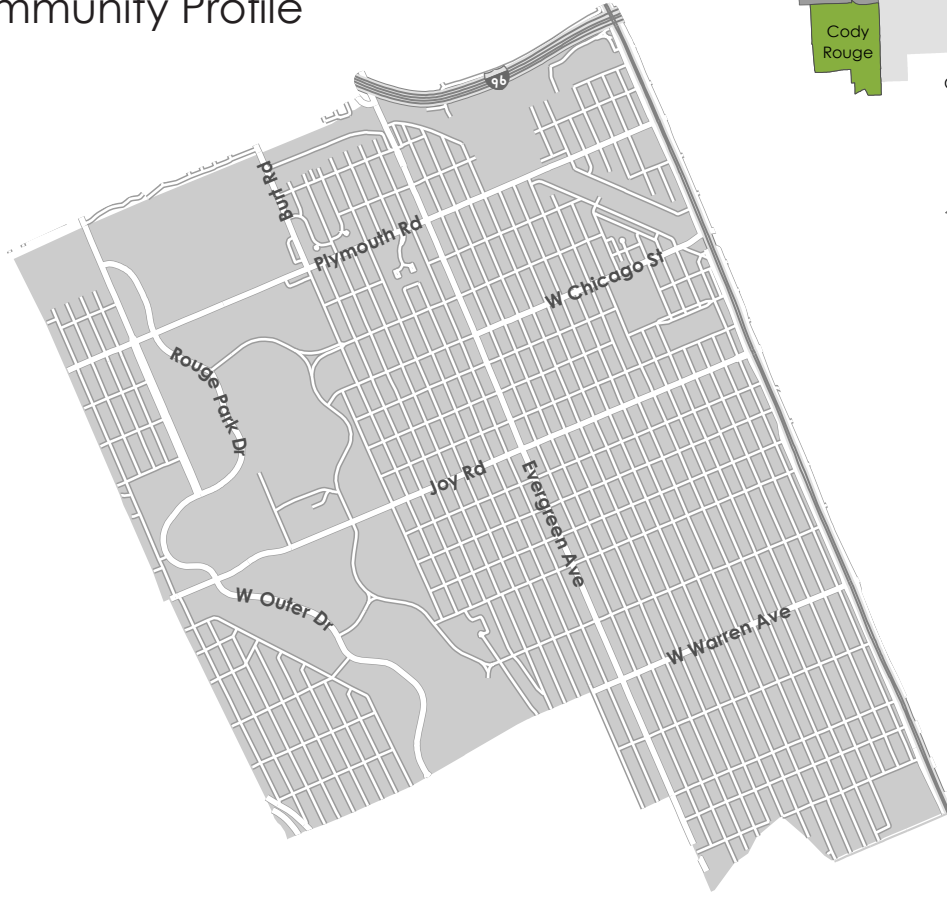 mmunity Profile
Cody
Rouge
96
Burt Rd
Plymouth Rd
W Chicago St
Rouge Park Dr
Joy Rd
Evergreen Ave
W Outer Dr
W Warren Ave